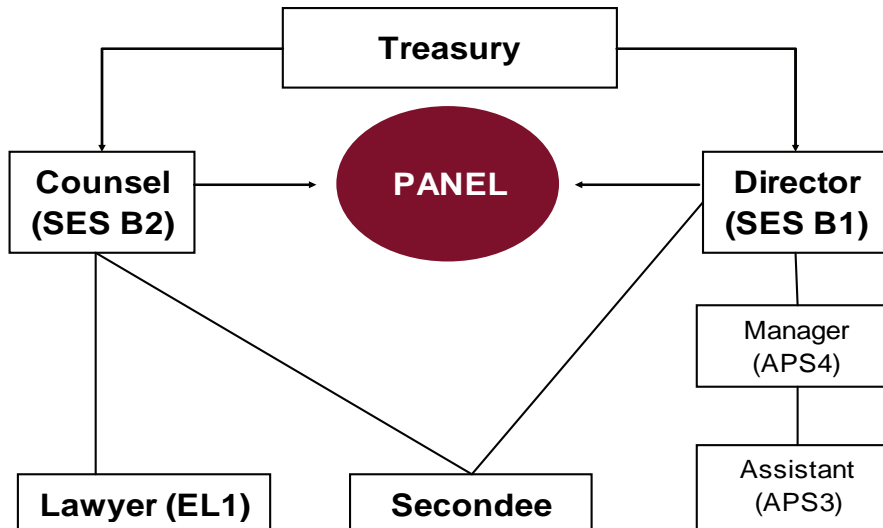 Treasury
Counsel
(SES B2)
PANEL
Director
(SES B1)
Manager
(APS4)
Lawyer (EL1)
Secondee
Assistant
(APS3)